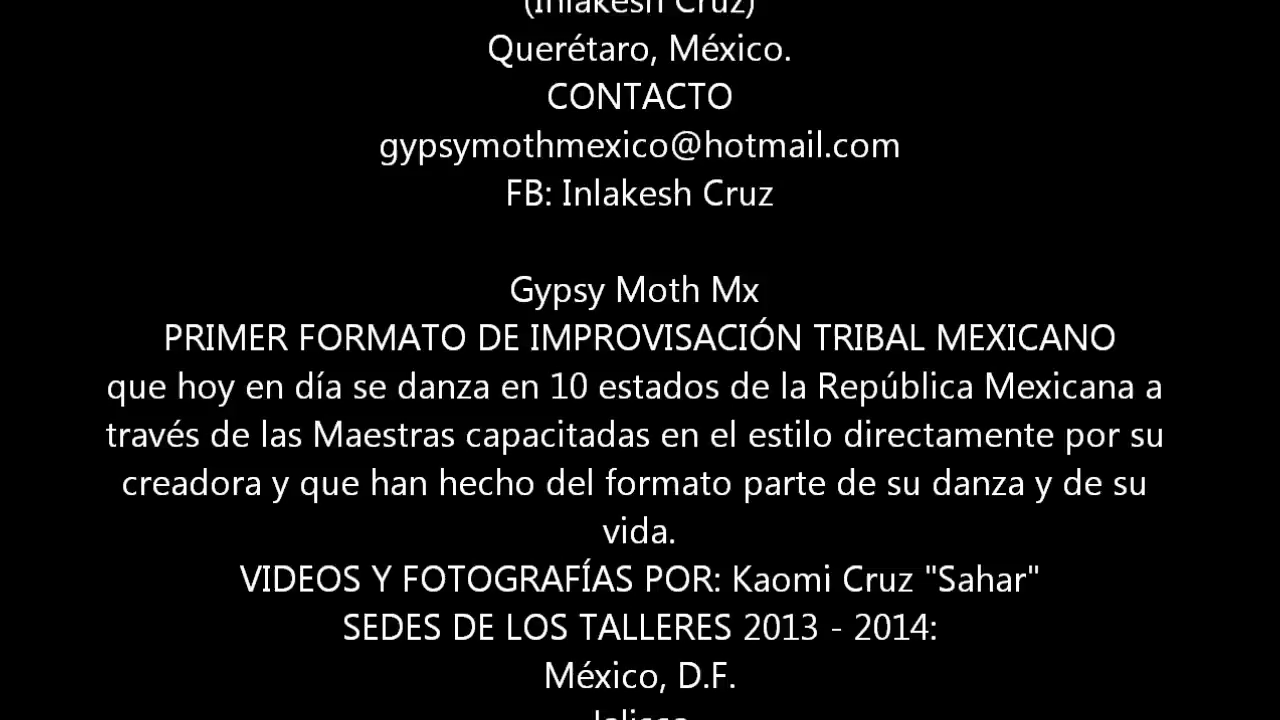 (Inlakesh Cruz)
Querétaro, México.
CONTACTO
gypsymothmexico@hotmail.com
FB: Inlakesh Cruz
Gypsy Moth Mx
PRIMER FORMATO DE IMPROVISACIÓN TRIBAL MEXICANO
que hoy en día se danza en 10 estados de la República Mexicana a
través de las Maestras capacitadas en el estilo directamente por su
creadora y que han hecho del formato parte de su danza y de su
vida.
VIDEOS Y FOTOGRAFÍAS POR: Kaomi Cruz "Sahar"
SEDES DE LOS TALLERES 2013 - 2014:
México, D.F.
Jalisco